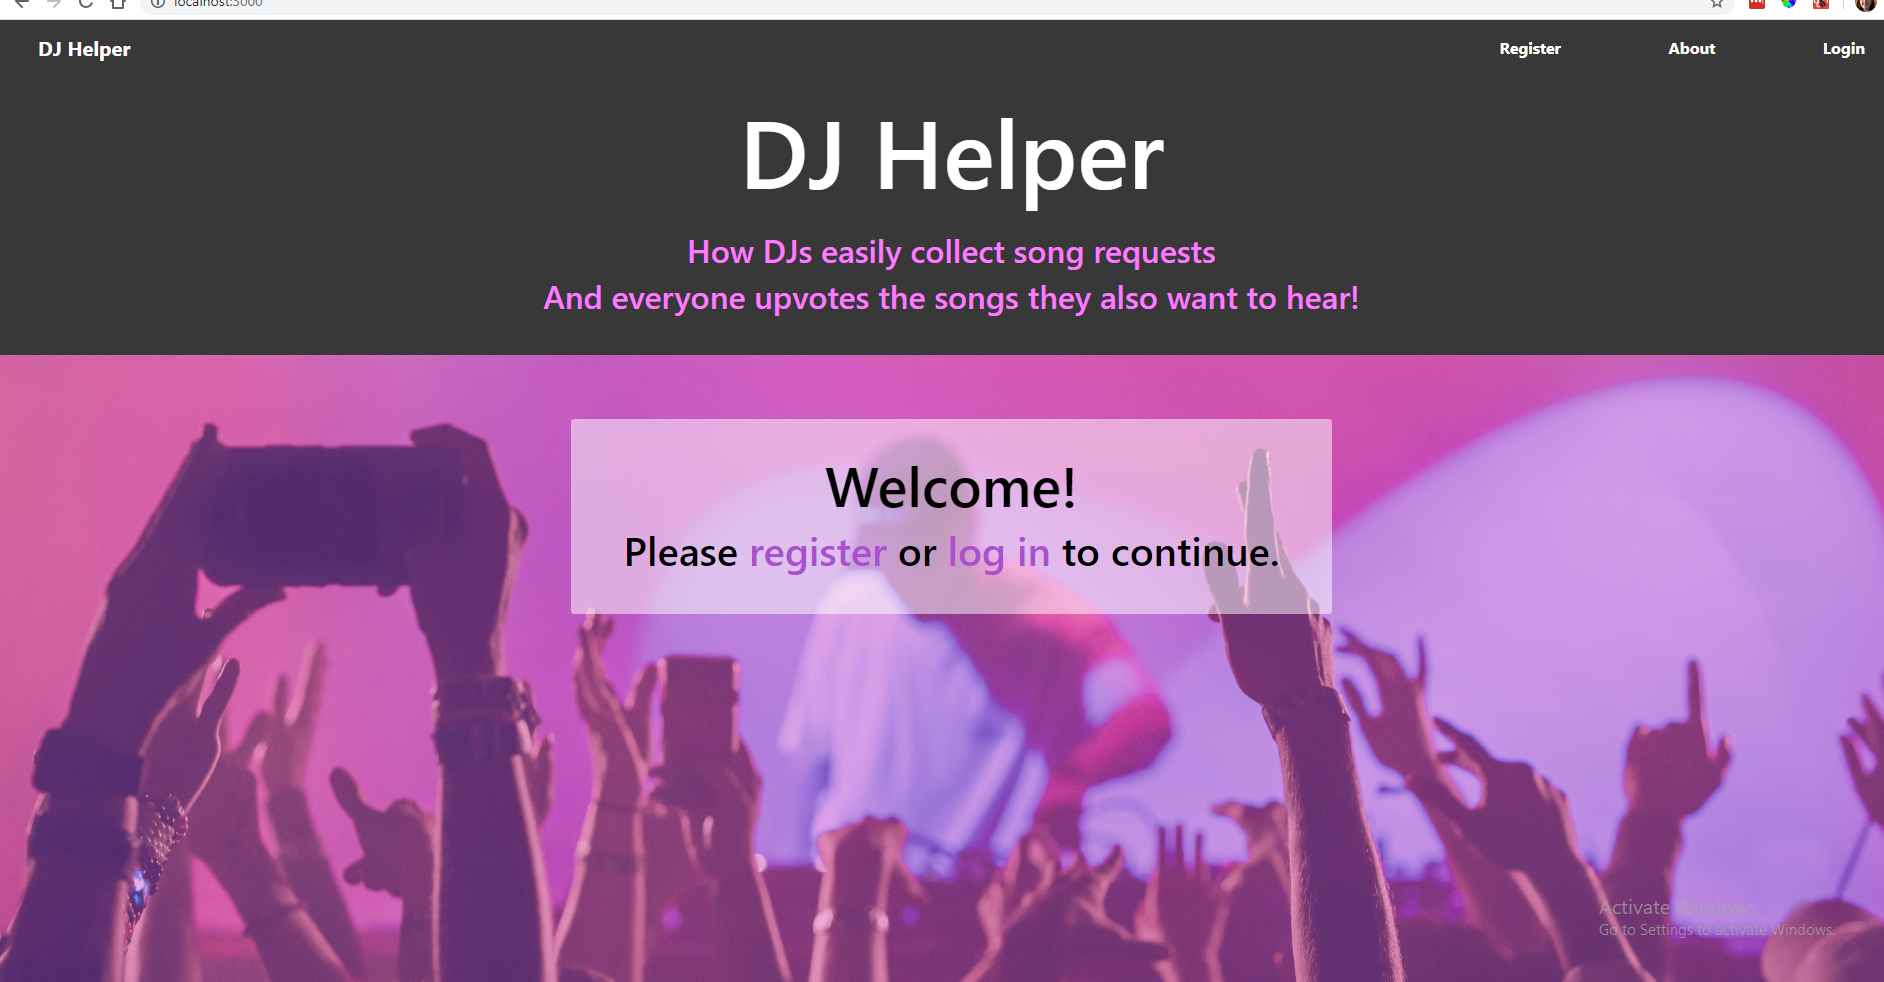 localhost:3000
DJ Helper
Register
About
Login
DJ Helper
How DJs easily collect song requests
And everyone upvotes the songs they also want to hear!
Welcome!
Please register or log in to continue.
Activate Windows
Go to Settings to activate Windows.